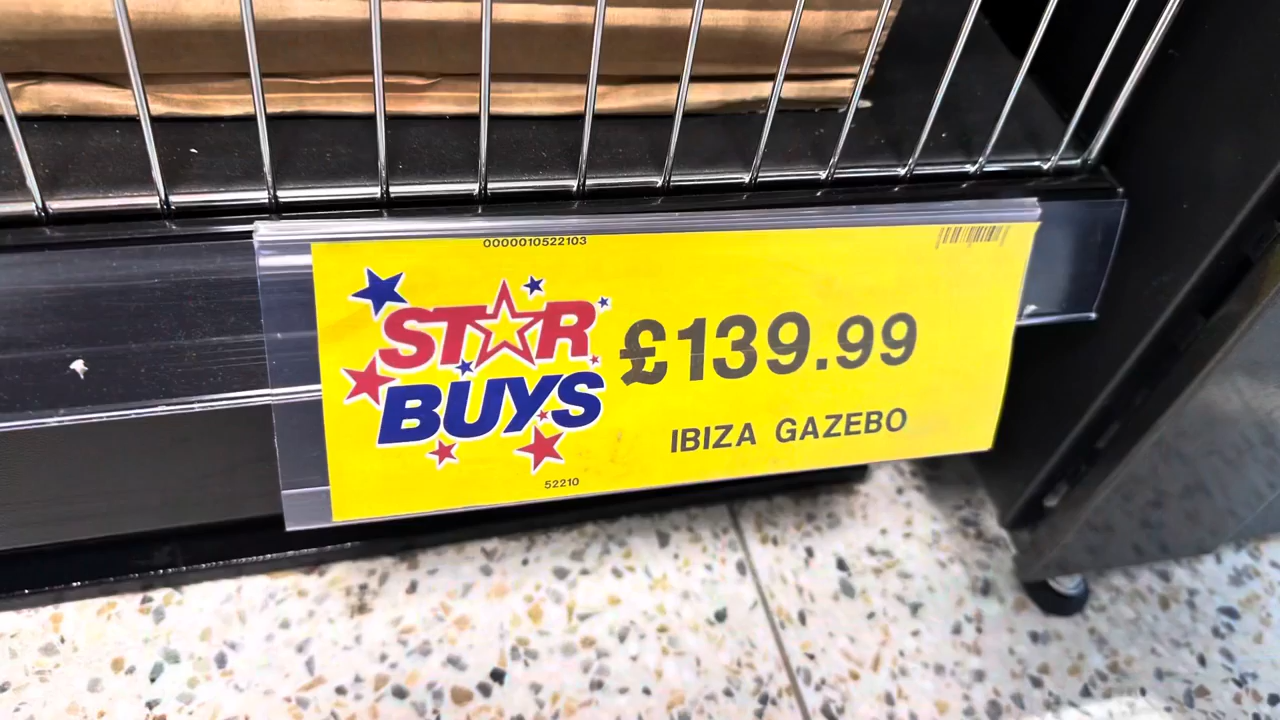 0000010522103
STAR
BUYS
£139.99
IBIZA GAZEBO
52210